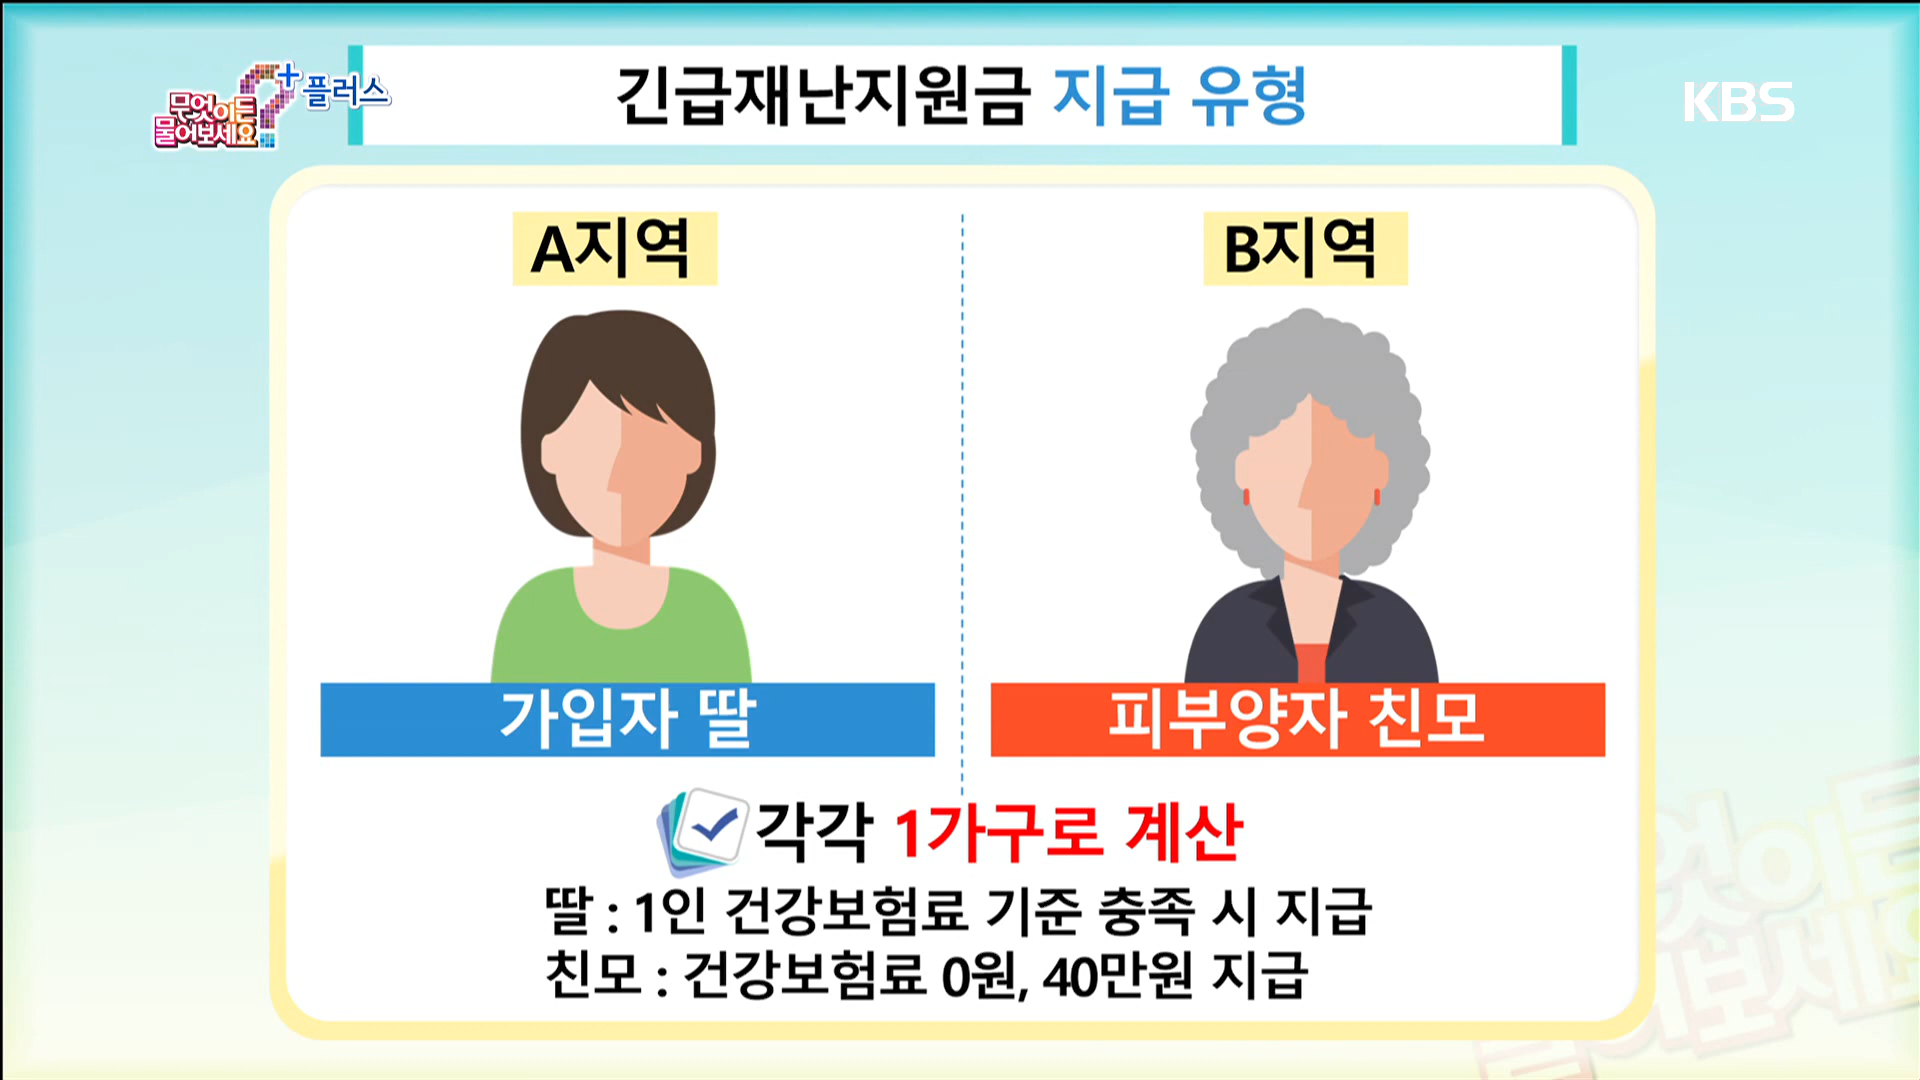 무엇이든
물어보세요
플러스
긴급재난지원금 지급 유형
KBS
A지역
B지역
가입자 딸
피부양자 친모
각각 1가구로 계산
딸 : 1인 건강보험료 기준 충족 시 지급
친모 : 건강보험료 0원, 40만원 지급